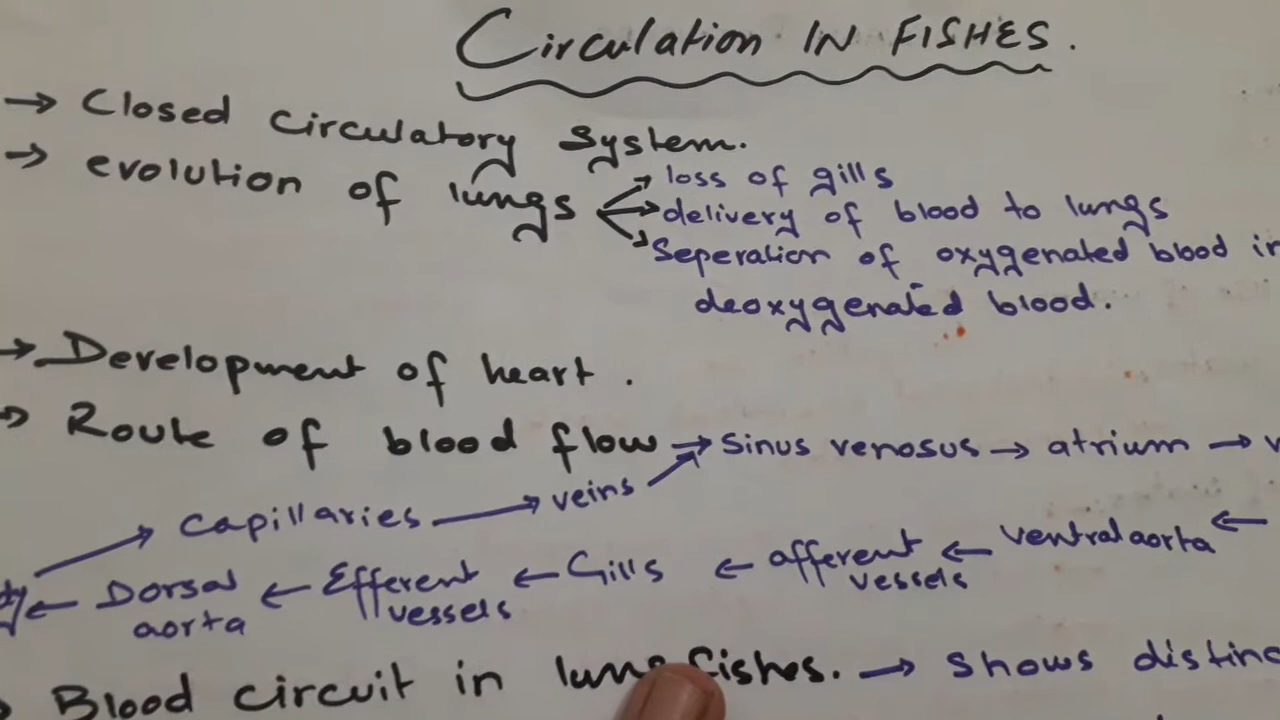 Circulation IN FISHES.
→ Closed circulatory system.
→ evolution of lungs → loss of gills
→ delivery of blood to lungs
→ Seperation of oxygenated blood in
deoxygenated blood.
→ Development of heart.
→ Route of blood flow → Sinus venosus → atrium →
Capillaries → veins
← ventral aorta
Dorsal aorta ← Efferent vessels ← Gills ← afferent vessels ←
Blood circuit in fishes. → Shows